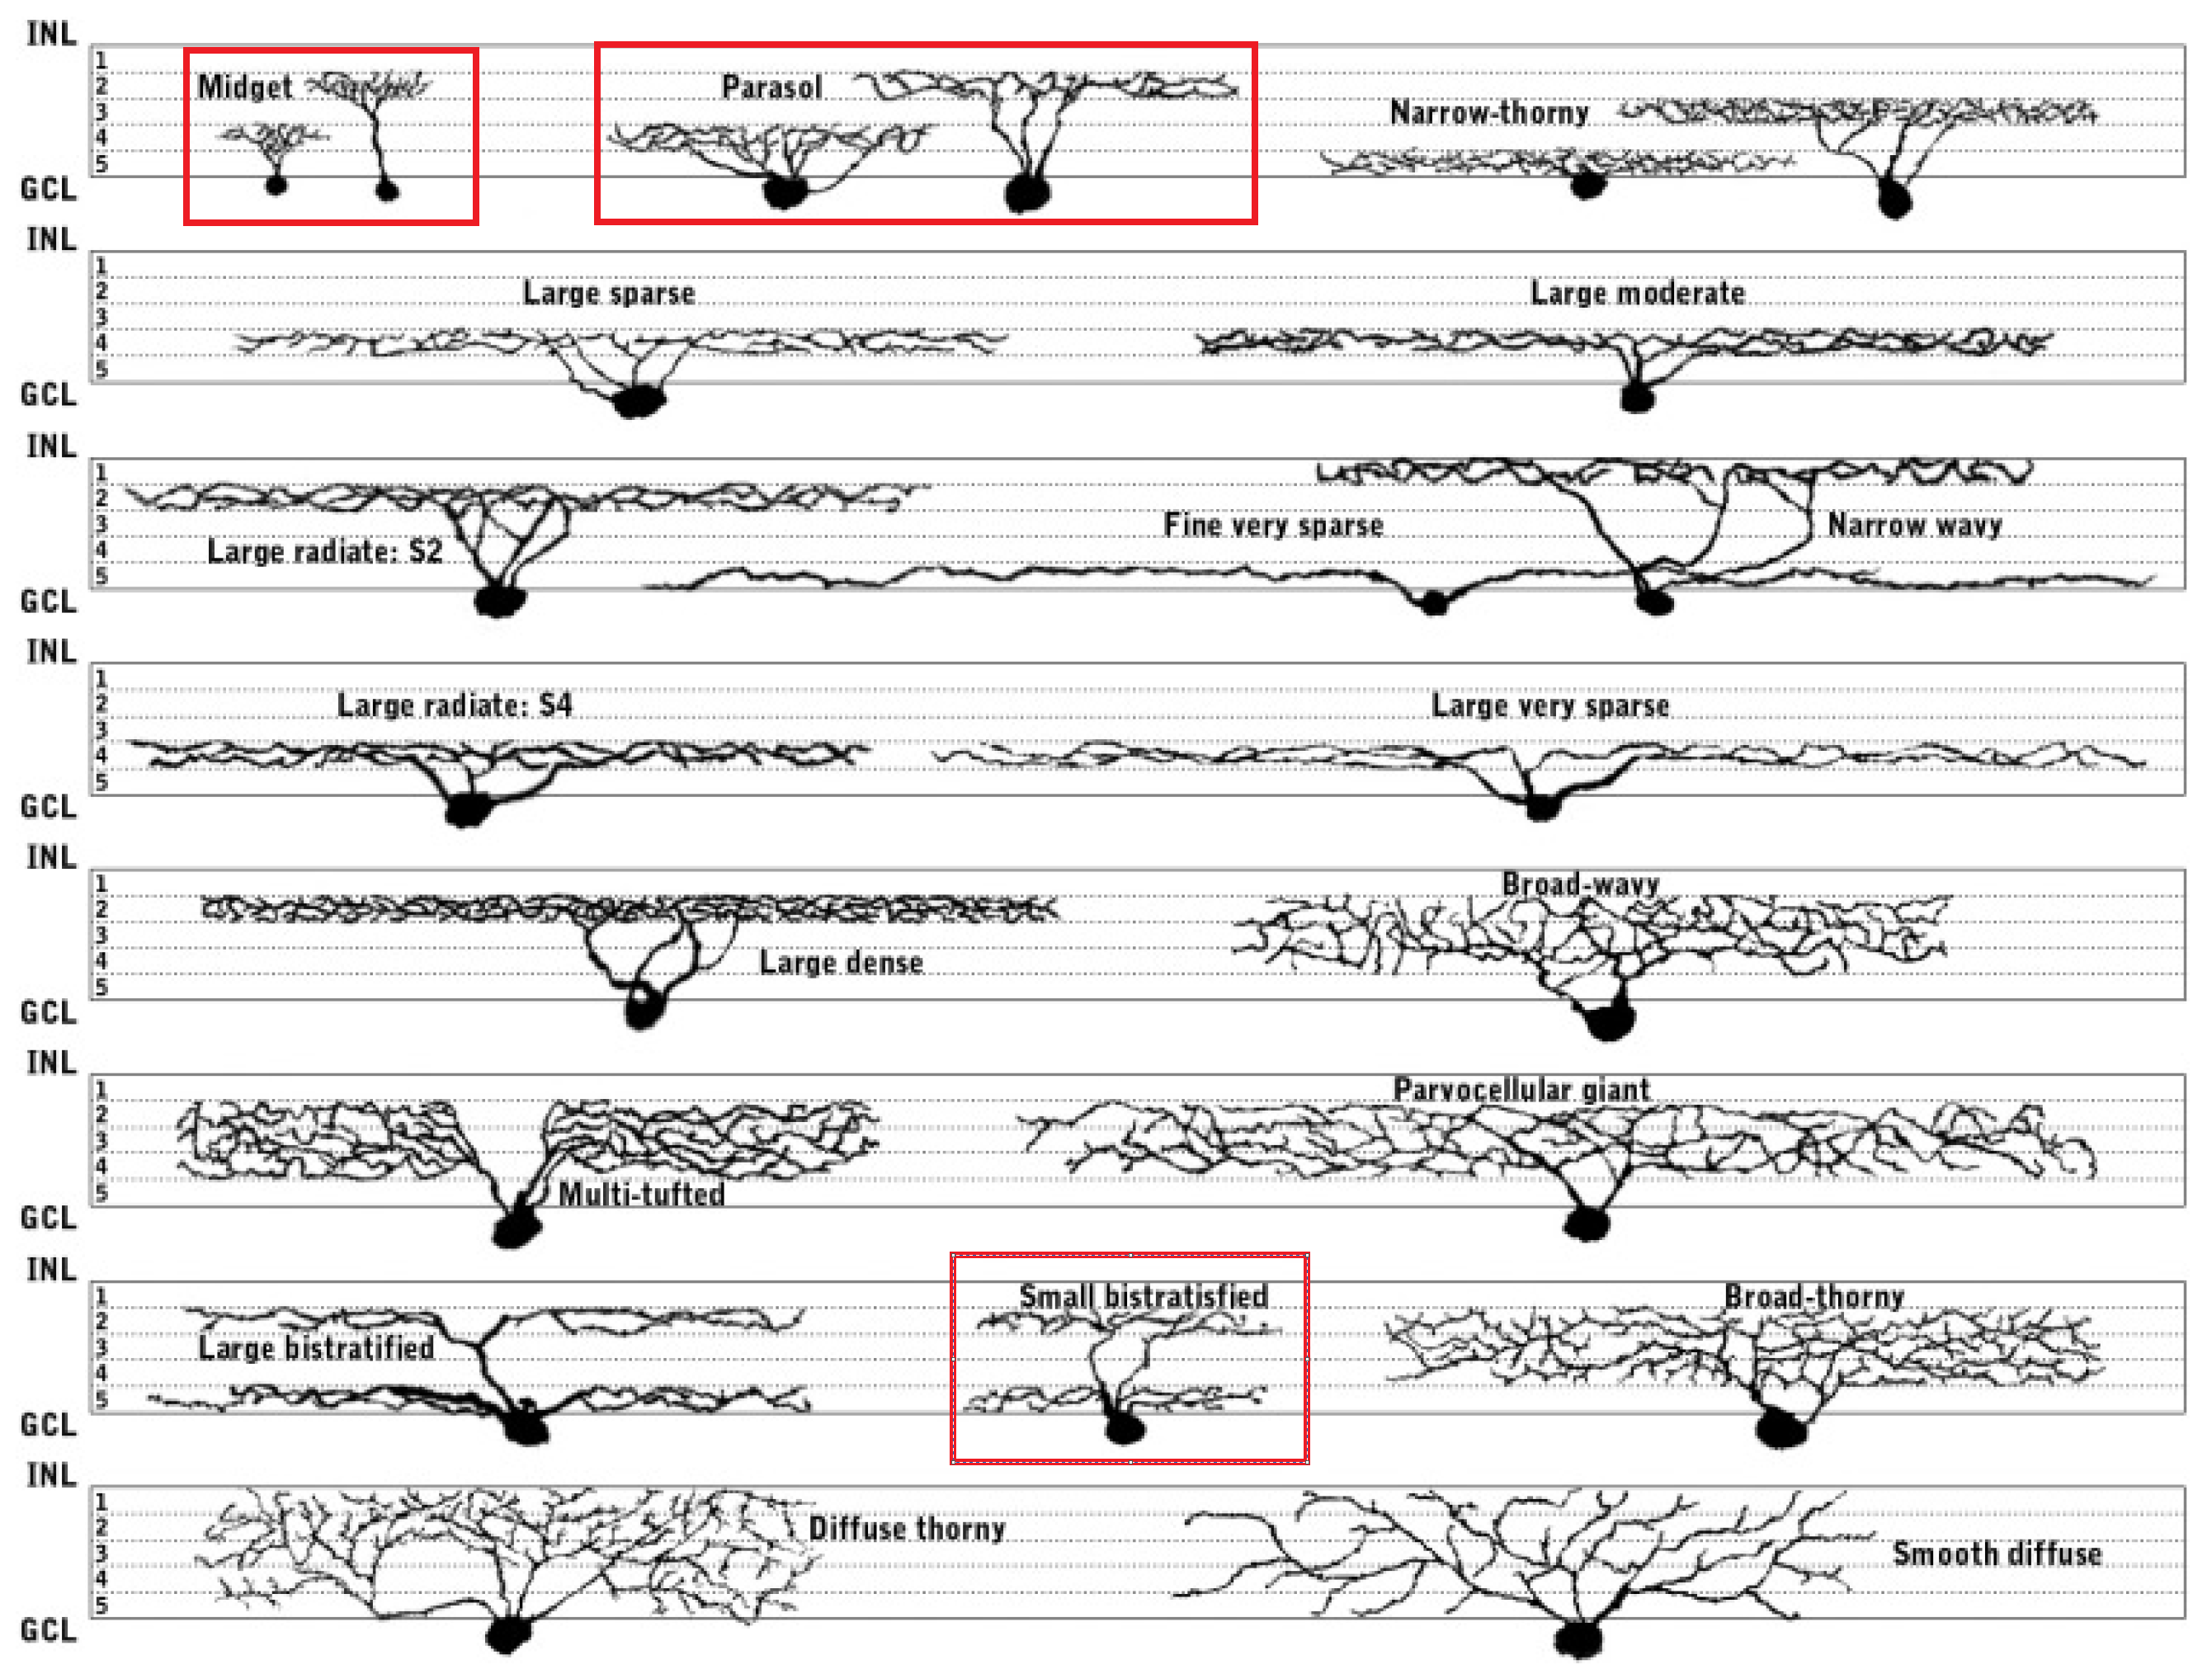 INL
1
Midget
Parasol
2
Narrow-thorny
3
4
5
GCL
INL
1
Large sparse
Large moderate
2
3
4
5
GCL
INL
1
2
Fine very sparse
Narrow wavy
3
Large radiate: S2
4
5
GCL
INL
1
Large radiate: S4
Large very sparse
2
3
4
5
GCL
INL
1
Broad-wavy
2
3
Large dense
4
5
GCL
INL
1
Parvocellular giant
2
3
4
5
Multi-tufted
GCL
INL
1
Small bistratisfied
Broad-thorny
2
Large bistratified
3
4
5
GCL
INL
1
2
Diffuse thorny
3
Smooth diffuse
4
5
GCL